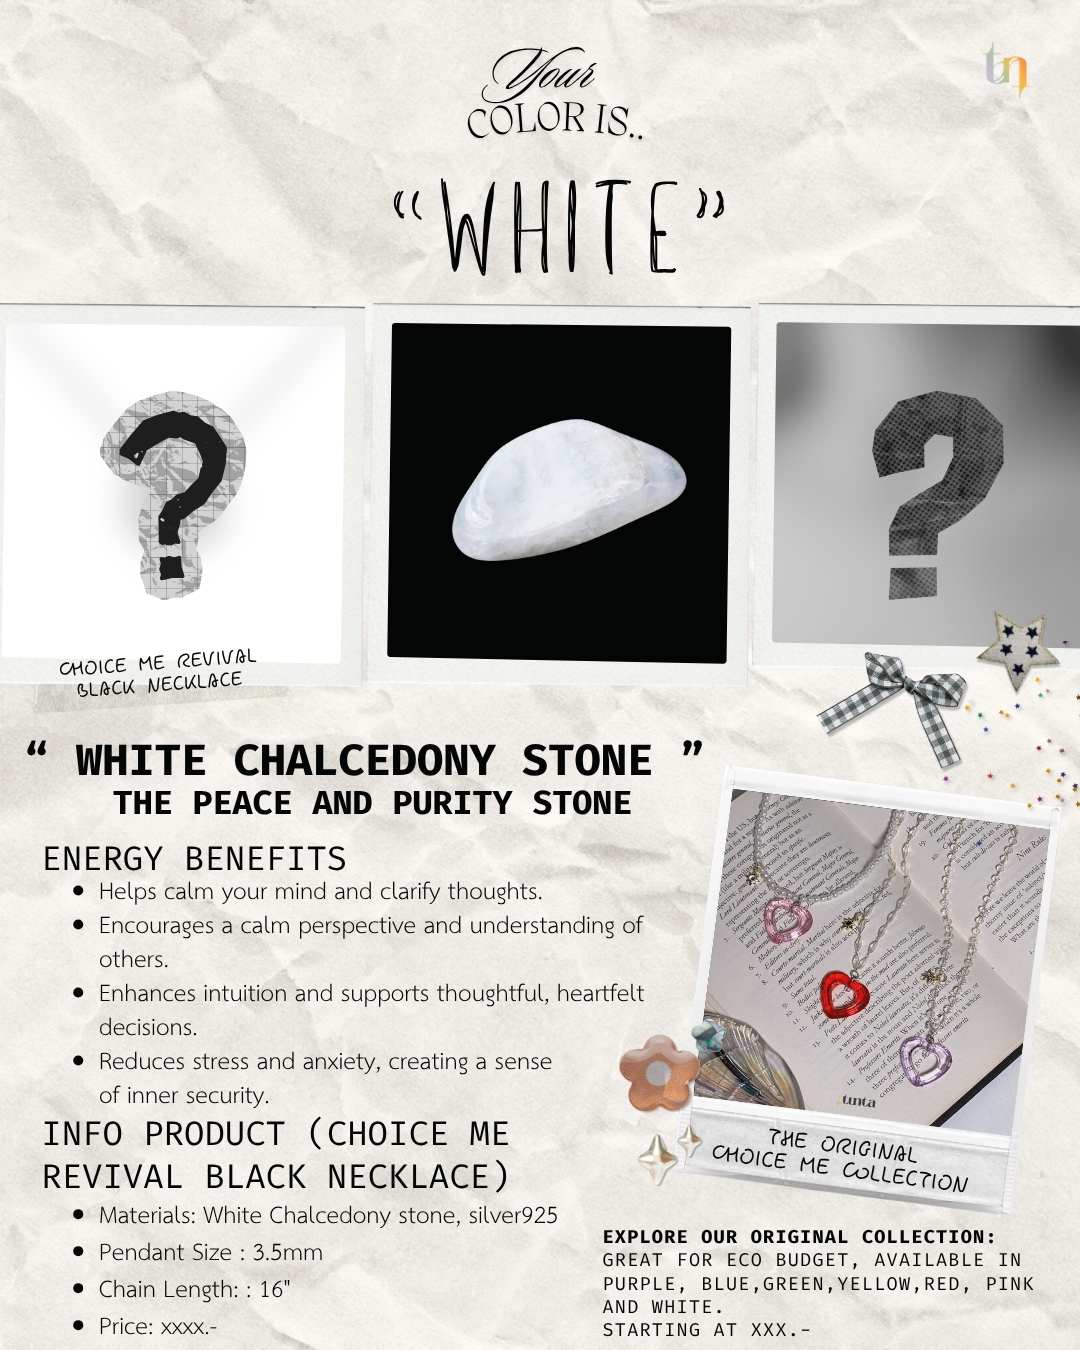 Your
COLOR IS..
“WHITE”
tn
?
?
CHOICE ME REVIVAL
BLACK NECKLACE
“ WHITE CHALCEDONY STONE ”
THE PEACE AND PURITY STONE
ENERGY BENEFITS
• Helps calm your mind and clarify thoughts.
• Encourages a calm perspective and understanding of
others.
• Enhances intuition and supports thoughtful, heartfelt
decisions.
• Reduces stress and anxiety, creating a sense
of inner security.
INFO PRODUCT (CHOICE ME
REVIVAL BLACK NECKLACE)
• Materials: White Chalcedony stone, silver925
• Pendant Size : 3.5mm
• Chain Length: : 16"
• Price: xxxx.-
.tunta
THE ORIGINAL
CHOICE ME COLLECTION
EXPLORE OUR ORIGINAL COLLECTION:
GREAT FOR ECO BUDGET, AVAILABLE IN
PURPLE, BLUE,GREEN,YELLOW,RED, PINK
AND WHITE.
STARTING AT XXX.-